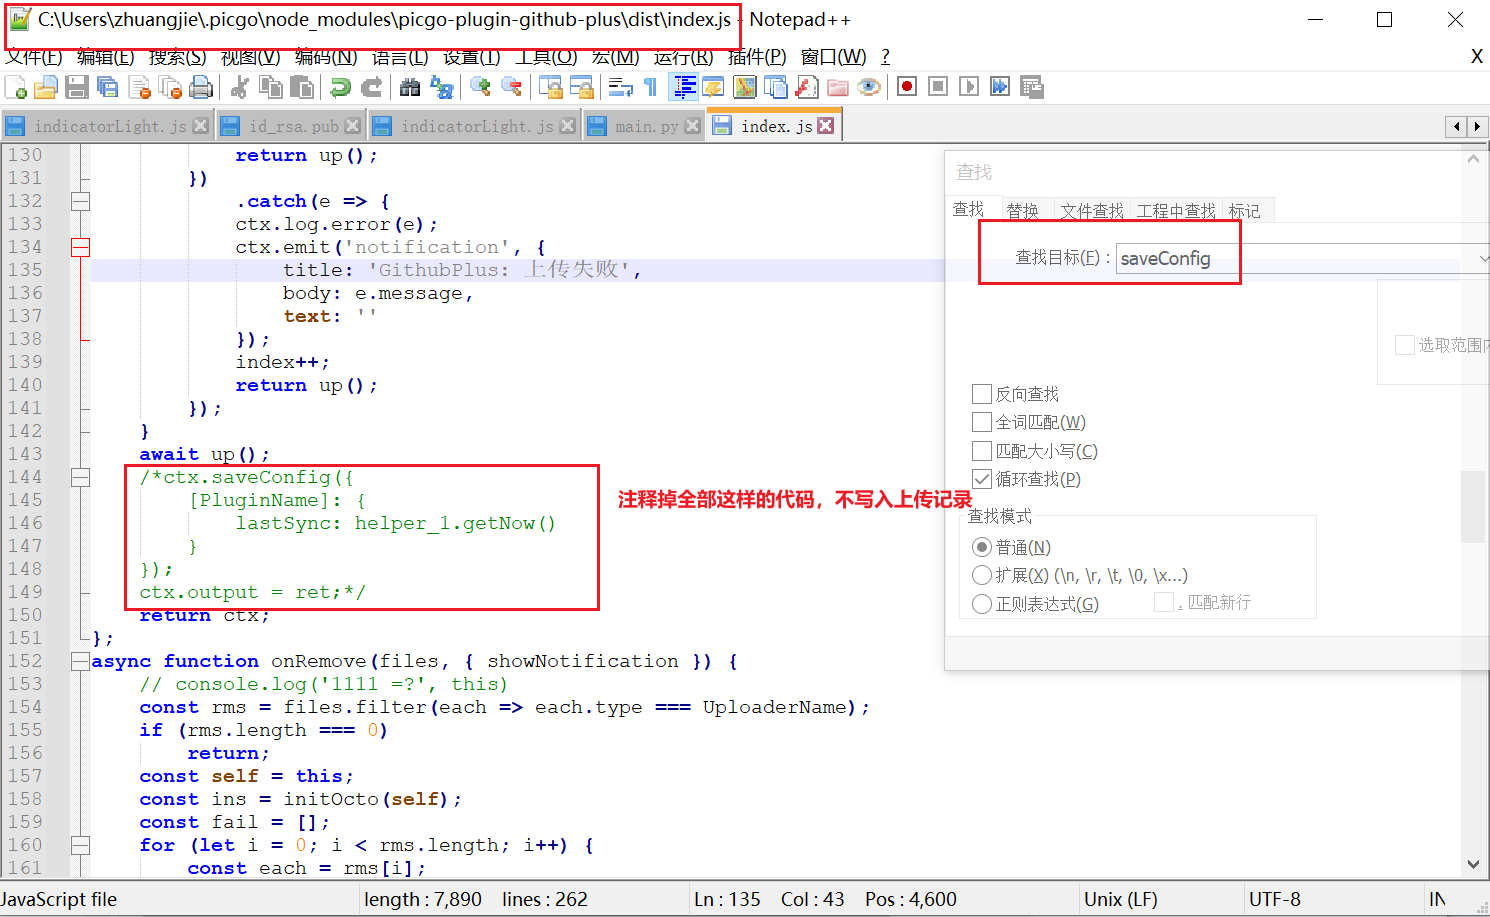 C:\Users\zhuangjie\.picgo\node_modules\picgo-plugin-github-plus\dist\index.js - Notepad++
文件(F) 编辑(E) 搜索(S) 视图(V) 编码(N) 语言(L) 设置(T) 工具(O) 宏(M) 运行(R) 插件(P) 窗口(W) ? X
indicatorLight.js id_rsa.pub indicatorLight.js main.py index.js
130 return up();
131 })
132 .catch(e => {
133 ctx.log.error(e);
134 ctx.emit('notification', {
135 title: 'GithubPlus: 上传失败',
136 body: e.message,
137 text: ''
138 });
139 index++;
140 return up();
141 });
142 }
143 await up();
144 /*ctx.saveConfig({
145 [PluginName]: {
146 lastSync: helper_1.getNow()
147 }
148 });
149 ctx.output = ret;*/
150 return ctx;
151 };
152 async function onRemove(files, { showNotification }) {
153 // console.log('1111 =?', this)
154 const rms = files.filter(each => each.type === UploaderName);
155 if (rms.length === 0)
156 return;
157 const self = this;
158 const ins = initOcto(self);
159 const fail = [];
160 for (let i = 0; i < rms.length; i++) {
161 const each = rms[i];
注释掉全部这样的代码，不写入上传记录
查找
查找 替换 文件查找 工程中查找 标记
查找目标(F)： saveConfig
选取范围内
反向查找
全词匹配(W)
匹配大小写(C)
循环查找(P)
查找模式
普通(N)
扩展(X) (\n, \r, \t, \0, \x...)
正则表达式(G) . 匹配新行
JavaScript file length : 7,890 lines : 262 Ln : 135 Col : 43 Pos : 4,600 Unix (LF) UTF-8 IN